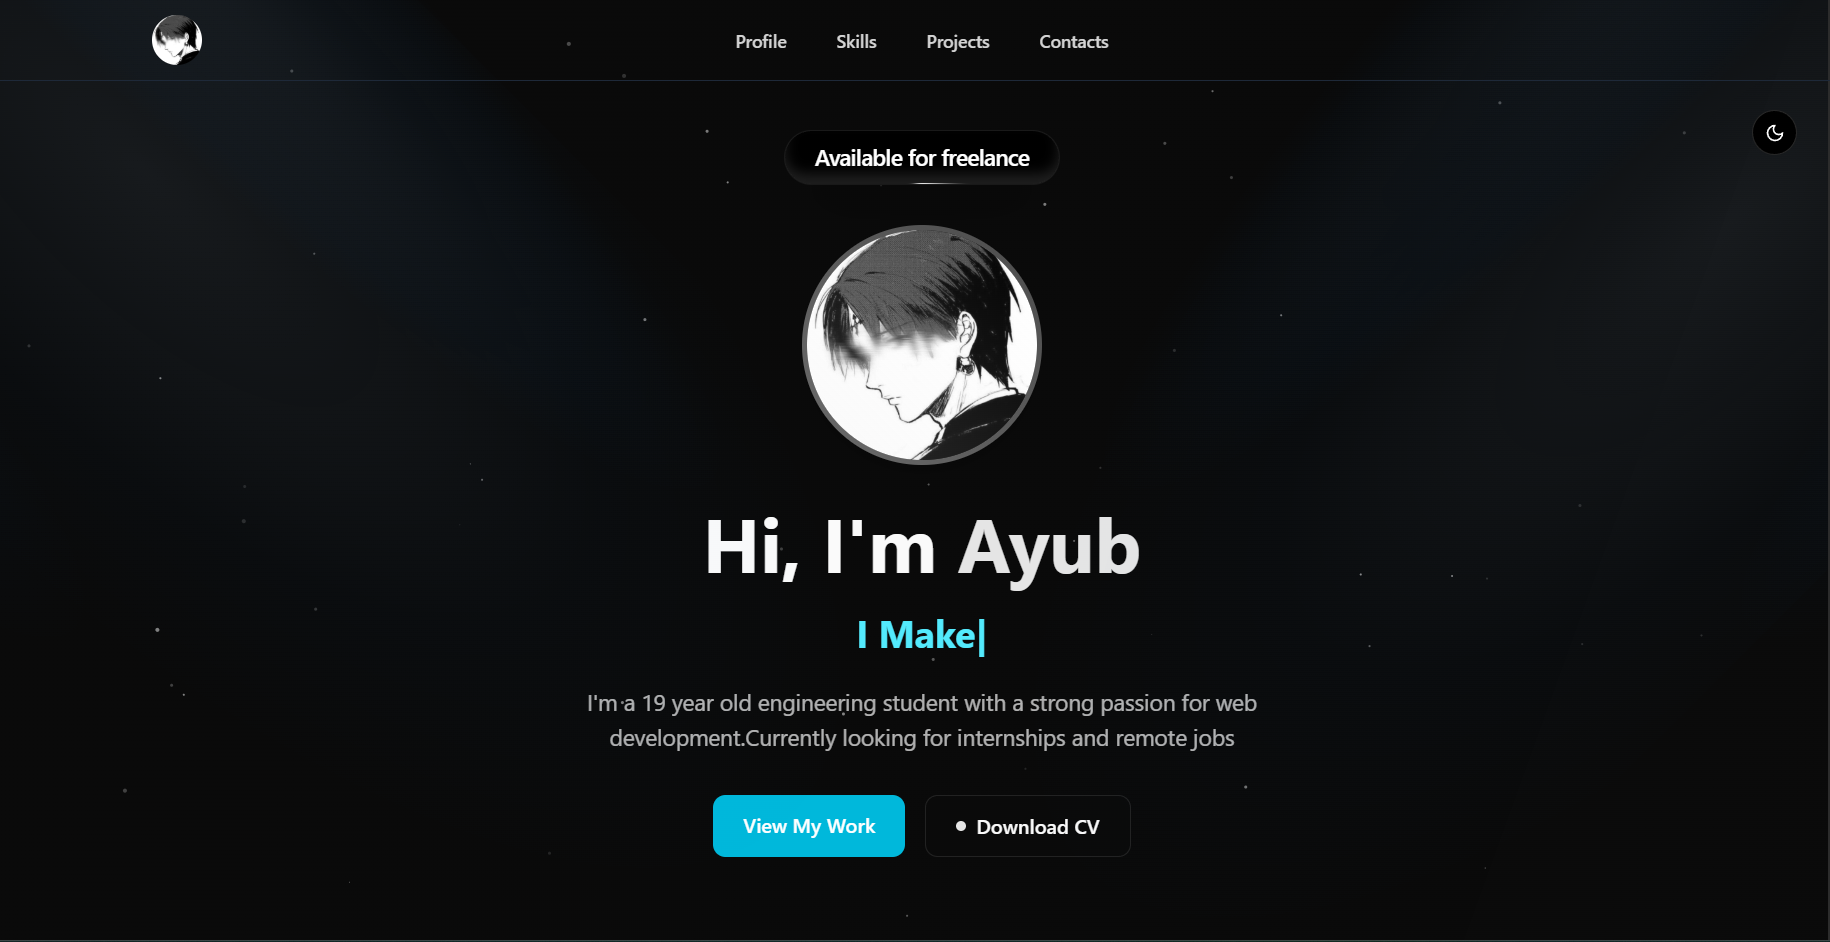 Profile Skills Projects Contacts
Available for freelance
Hi, I'm Ayub
I Make|
I'm a 19 year old engineering student with a strong passion for web
development.Currently looking for internships and remote jobs
View My Work Download CV